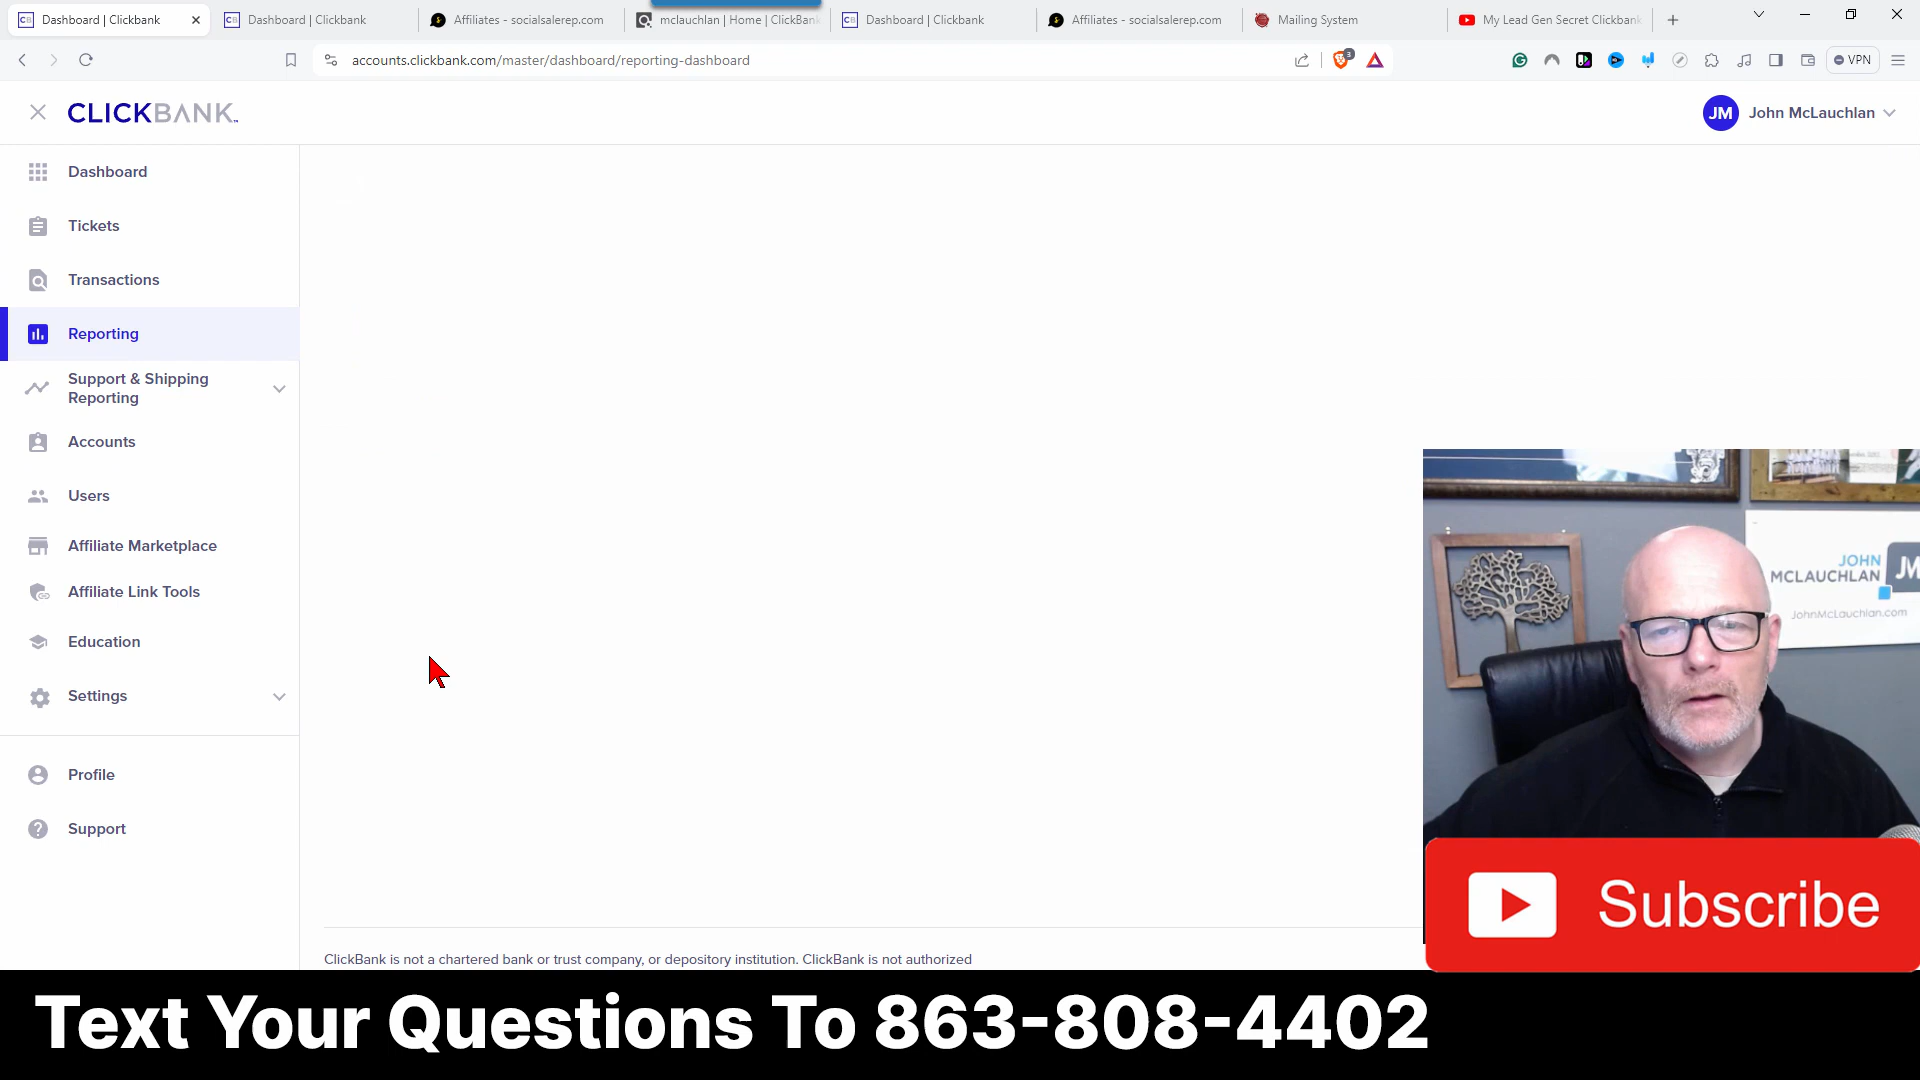 Dashboard | Clickbank
Dashboard | Clickbank
Affiliates - socialsalerep.com
mclauchlan | Home | ClickBank
Dashboard | Clickbank
Affiliates - socialsalerep.com
Mailing System
My Lead Gen Secret Clickbank
accounts.clickbank.com/master/dashboard/reporting-dashboard
3
VPN
CLICKBANK
JM
John McLauchlan
Dashboard
Tickets
Transactions
Reporting
Support & Shipping
Reporting
Accounts
Users
Affiliate Marketplace
Affiliate Link Tools
Education
Settings
Profile
Support
JOHN
MCLAUCHLAN
JM
JohnMcLauchlan.com
Subscribe
ClickBank is not a chartered bank or trust company, or depository institution. ClickBank is not authorized
Text Your Questions To 863-808-4402